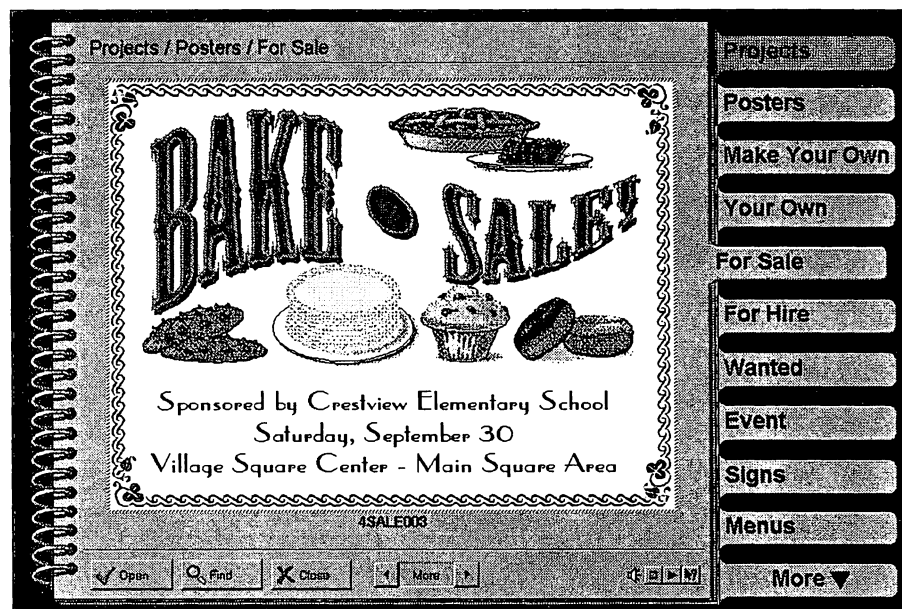 Projects / Posters / For Sale
BAKE SALE!
Sponsored by Crestview Elementary School
Saturday, September 30
Village Square Center - Main Square Area
4SALE003
Open
Find
Close
More
Projects
Posters
Make Your Own
Your Own
For Sale
For Hire
Wanted
Event
Signs
Menus
More